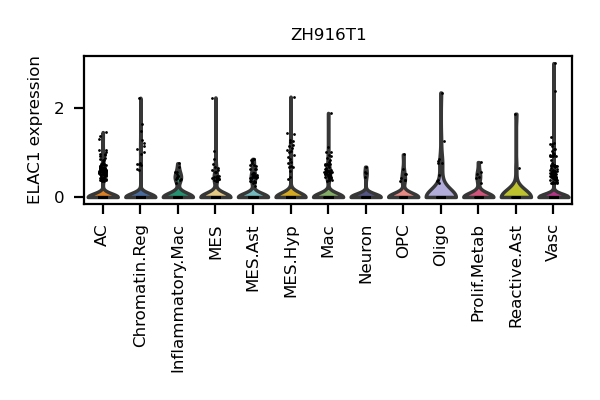 ZH916T1
ELAC1 expression
2
0
AC
Chromatin.Reg
Inflammatory.Mac
MES
MES.Ast
MES.Hyp
Mac
Neuron
OPC
Oligo
Prolif.Metab
Reactive.Ast
Vasc